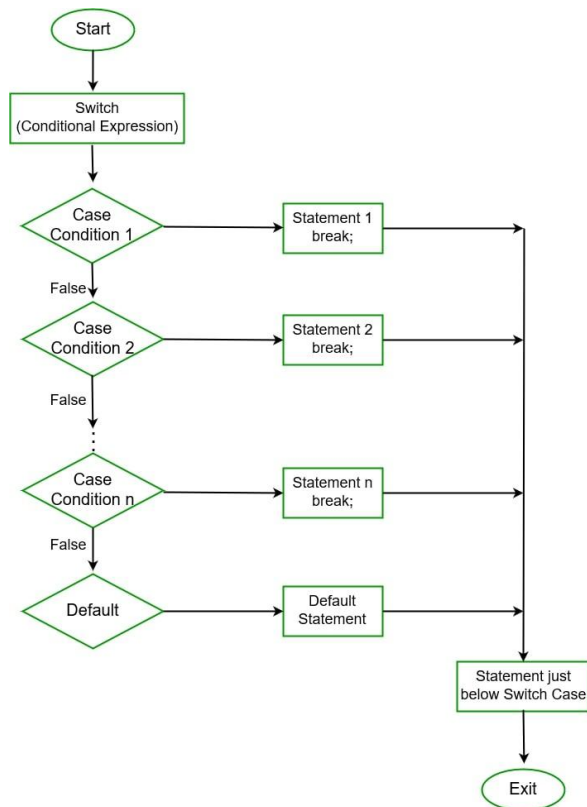 Start
Switch
(Conditional Expression)
Case
Condition 1
Statement 1
break;
False
Case
Condition 2
Statement 2
break;
False
Case
Condition n
Statement n
break;
False
Default
Default
Statement
Statement just
below Switch Case
Exit